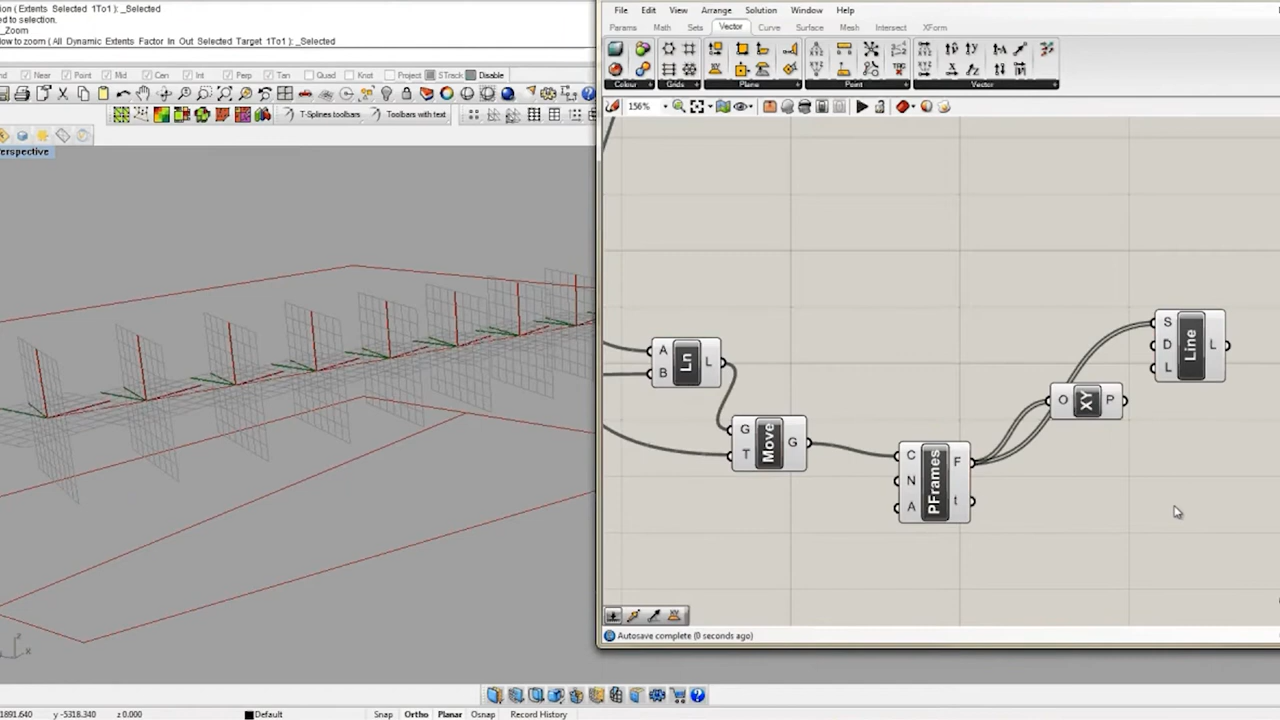 ction ( Extents Selected 1To1 ): _Selected
ed to selection.
_Zoom
low to zoom ( All Dynamic Extents Factor In Out Selected Target 1To1 ): _Selected
nd Near Point Mid Cen Int Perp Tan Quad Knot Project STrack Disable
T-Splines toolbars Toolbars with text
erspective
z
x
File Edit View Arrange Solution Window Help
Params Math Sets Vector Curve Surface Mesh Intersect XForm
Colour + Grids + Plane + Point + Vector +
156%
A Ln L
B
G Move G
T
C PFrames F
N
A t
O XY P
S Line L
D
L
Autosave complete (0 seconds ago)
1891.640 y -5318.340 z 0.000 Default Snap Ortho Planar Osnap Record History